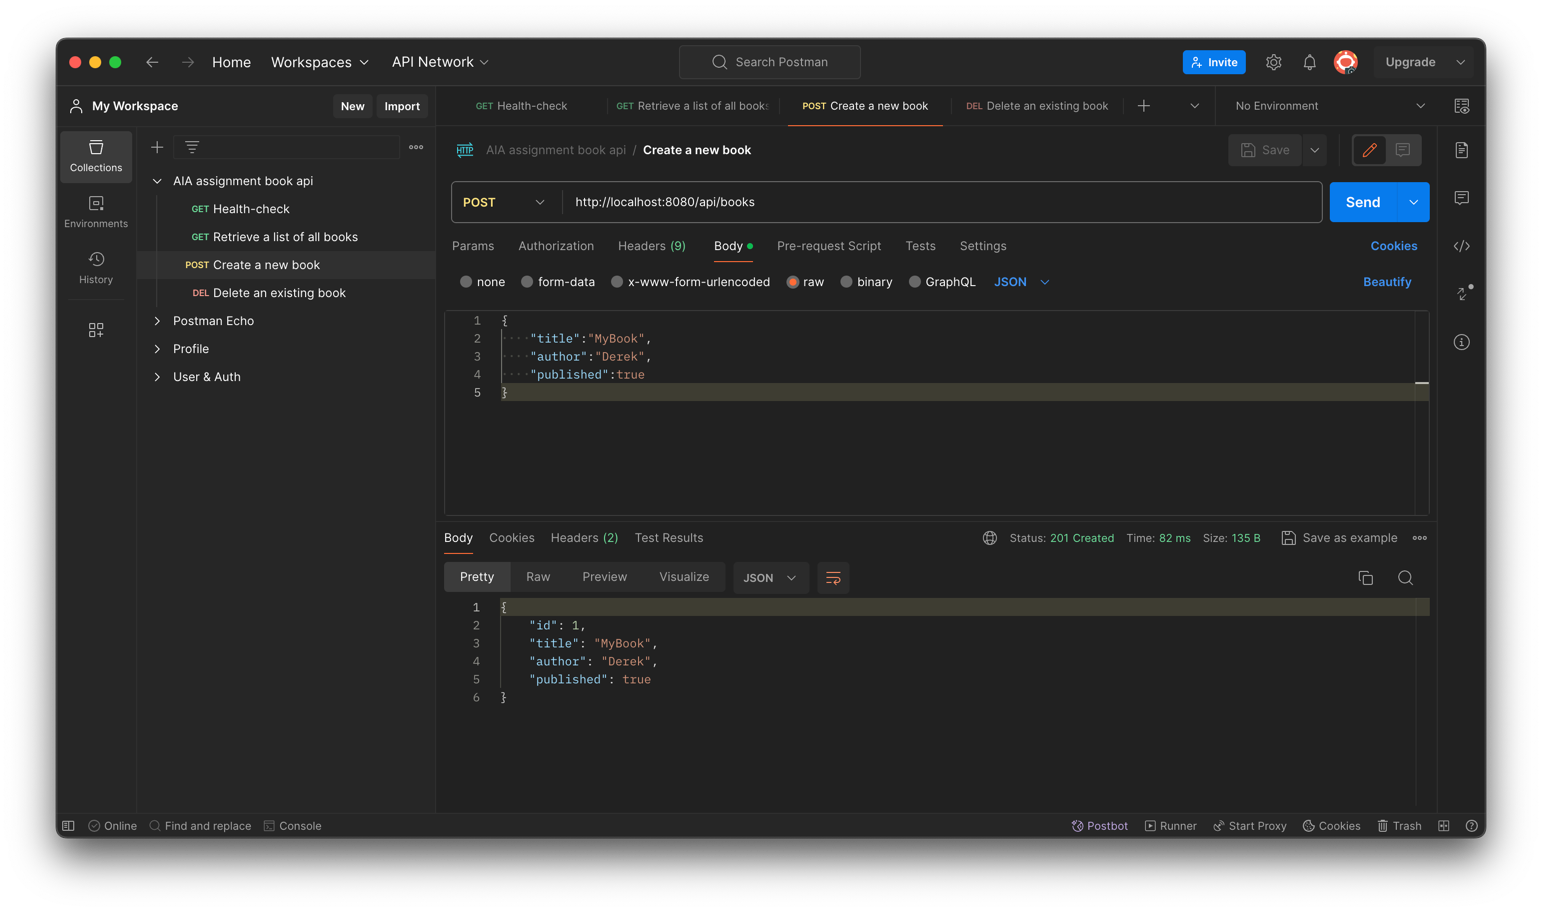 Home Workspaces API Network Search Postman Invite Upgrade
My Workspace New Import GET Health-check GET Retrieve a list of all books POST Create a new book DEL Delete an existing book No Environment
Collections
Environments
History
AIA assignment book api
GET Health-check
GET Retrieve a list of all books
POST Create a new book
DEL Delete an existing book
Postman Echo
Profile
User & Auth
HTTP AIA assignment book api / Create a new book Save
POST http://localhost:8080/api/books Send
Params Authorization Headers (9) Body Pre-request Script Tests Settings Cookies
none form-data x-www-form-urlencoded raw binary GraphQL JSON Beautify
1 {
2 ····"title":"MyBook",
3 ····"author":"Derek",
4 ····"published":true
5 }
Body Cookies Headers (2) Test Results Status: 201 Created Time: 82 ms Size: 135 B Save as example
Pretty Raw Preview Visualize JSON
1 {
2 "id": 1,
3 "title": "MyBook",
4 "author": "Derek",
5 "published": true
6 }
Online Find and replace Console Postbot Runner Start Proxy Cookies Trash